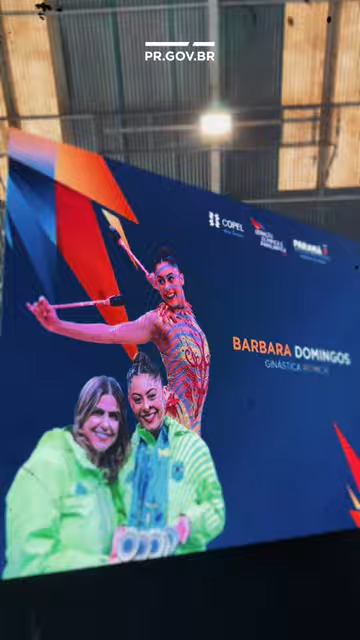 PR.GOV.BR
COPEL
PARANÁ
BARBARA DOMINGOS
GINÁSTICA RÍTMICA